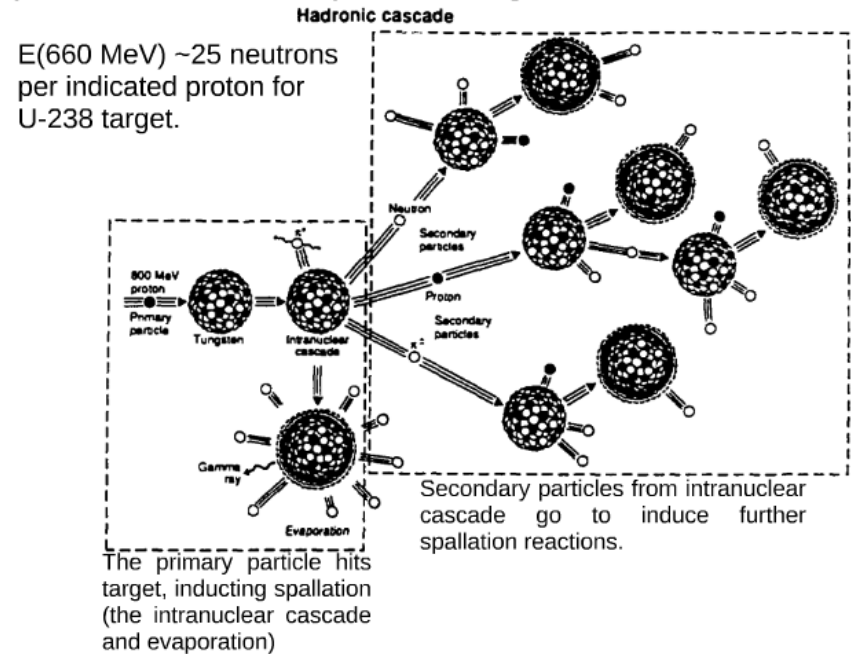 Hadronic cascade
E(660 MeV) ~25 neutrons
per indicated proton for
U-238 target.
Neutron
Secondary
particles
π°
800 MeV
proton
Primary
particle
Tungsten
Intranuclear
cascade
Proton
Secondary
particles
π±
Gamma
ray
Evaporation
Secondary particles from intranuclear
cascade go to induce further
spallation reactions.
The primary particle hits
target, inducting spallation
(the intranuclear cascade
and evaporation)